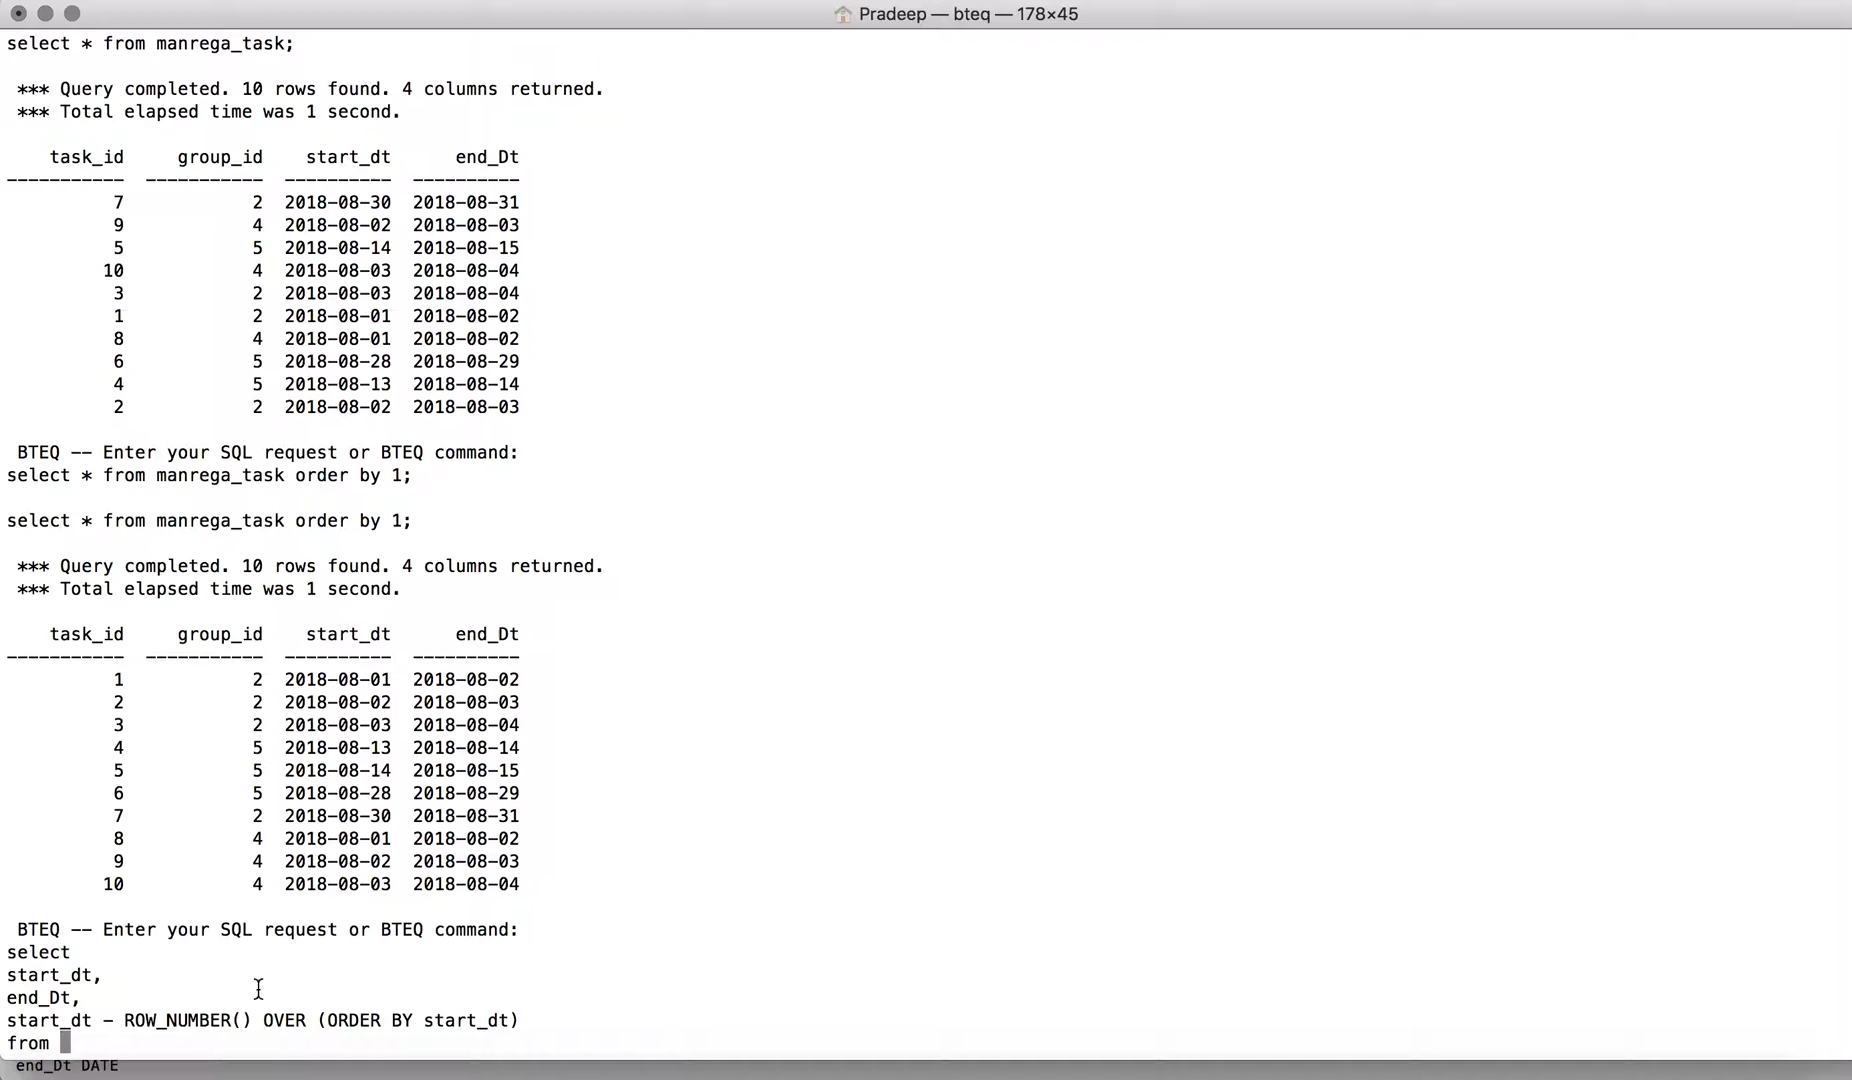 Pradeep — bteq — 178×45
select * from manrega_task;
*** Query completed. 10 rows found. 4 columns returned.
*** Total elapsed time was 1 second.
task_id group_id start_dt end_Dt
----------- ----------- ---------- ----------
7 2 2018-08-30 2018-08-31
9 4 2018-08-02 2018-08-03
5 5 2018-08-14 2018-08-15
10 4 2018-08-03 2018-08-04
3 2 2018-08-03 2018-08-04
1 2 2018-08-01 2018-08-02
8 4 2018-08-01 2018-08-02
6 5 2018-08-28 2018-08-29
4 5 2018-08-13 2018-08-14
2 2 2018-08-02 2018-08-03
BTEQ -- Enter your SQL request or BTEQ command:
select * from manrega_task order by 1;
select * from manrega_task order by 1;
*** Query completed. 10 rows found. 4 columns returned.
*** Total elapsed time was 1 second.
task_id group_id start_dt end_Dt
----------- ----------- ---------- ----------
1 2 2018-08-01 2018-08-02
2 2 2018-08-02 2018-08-03
3 2 2018-08-03 2018-08-04
4 5 2018-08-13 2018-08-14
5 5 2018-08-14 2018-08-15
6 5 2018-08-28 2018-08-29
7 2 2018-08-30 2018-08-31
8 4 2018-08-01 2018-08-02
9 4 2018-08-02 2018-08-03
10 4 2018-08-03 2018-08-04
BTEQ -- Enter your SQL request or BTEQ command:
select
start_dt,
end_Dt,
start_dt - ROW_NUMBER() OVER (ORDER BY start_dt)
from
end_Dt DATE